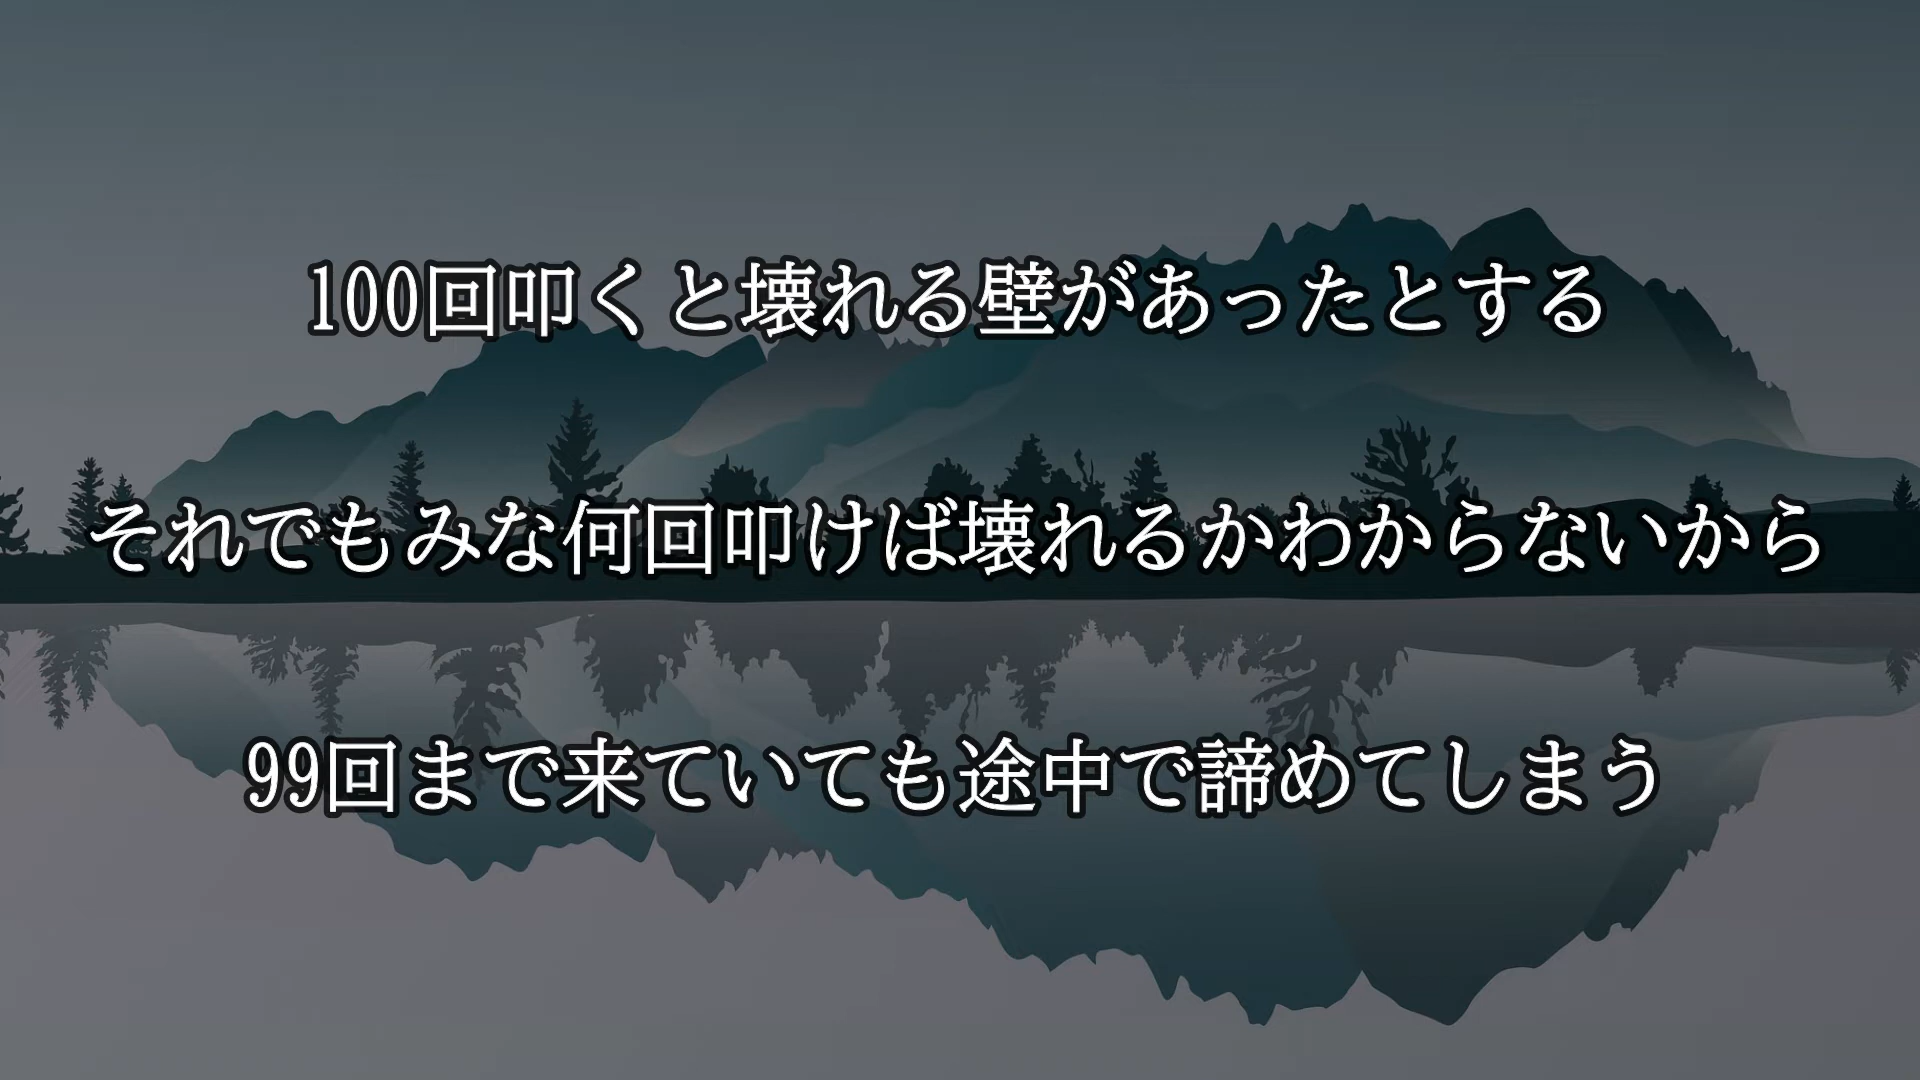 100回叩くと壊れる壁があったとする
それでもみな何回叩けば壊れるかわからないから
99回まで来ていても途中で諦めてしまう